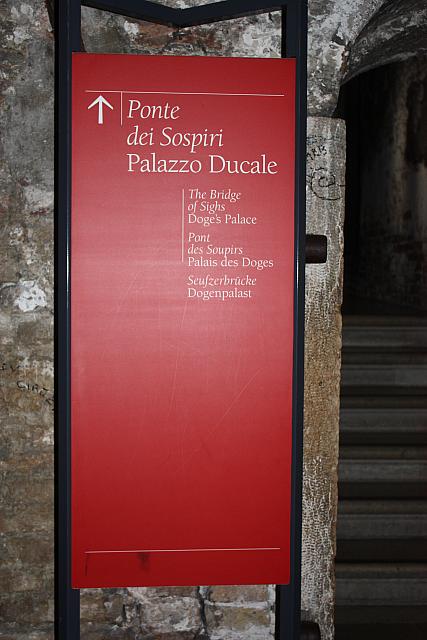 Ponte
dei Sospiri
Palazzo Ducale
The Bridge
of Sighs
Doge's Palace
Pont
des Soupirs
Palais des Doges
Seufzerbrücke
Dogenpalast